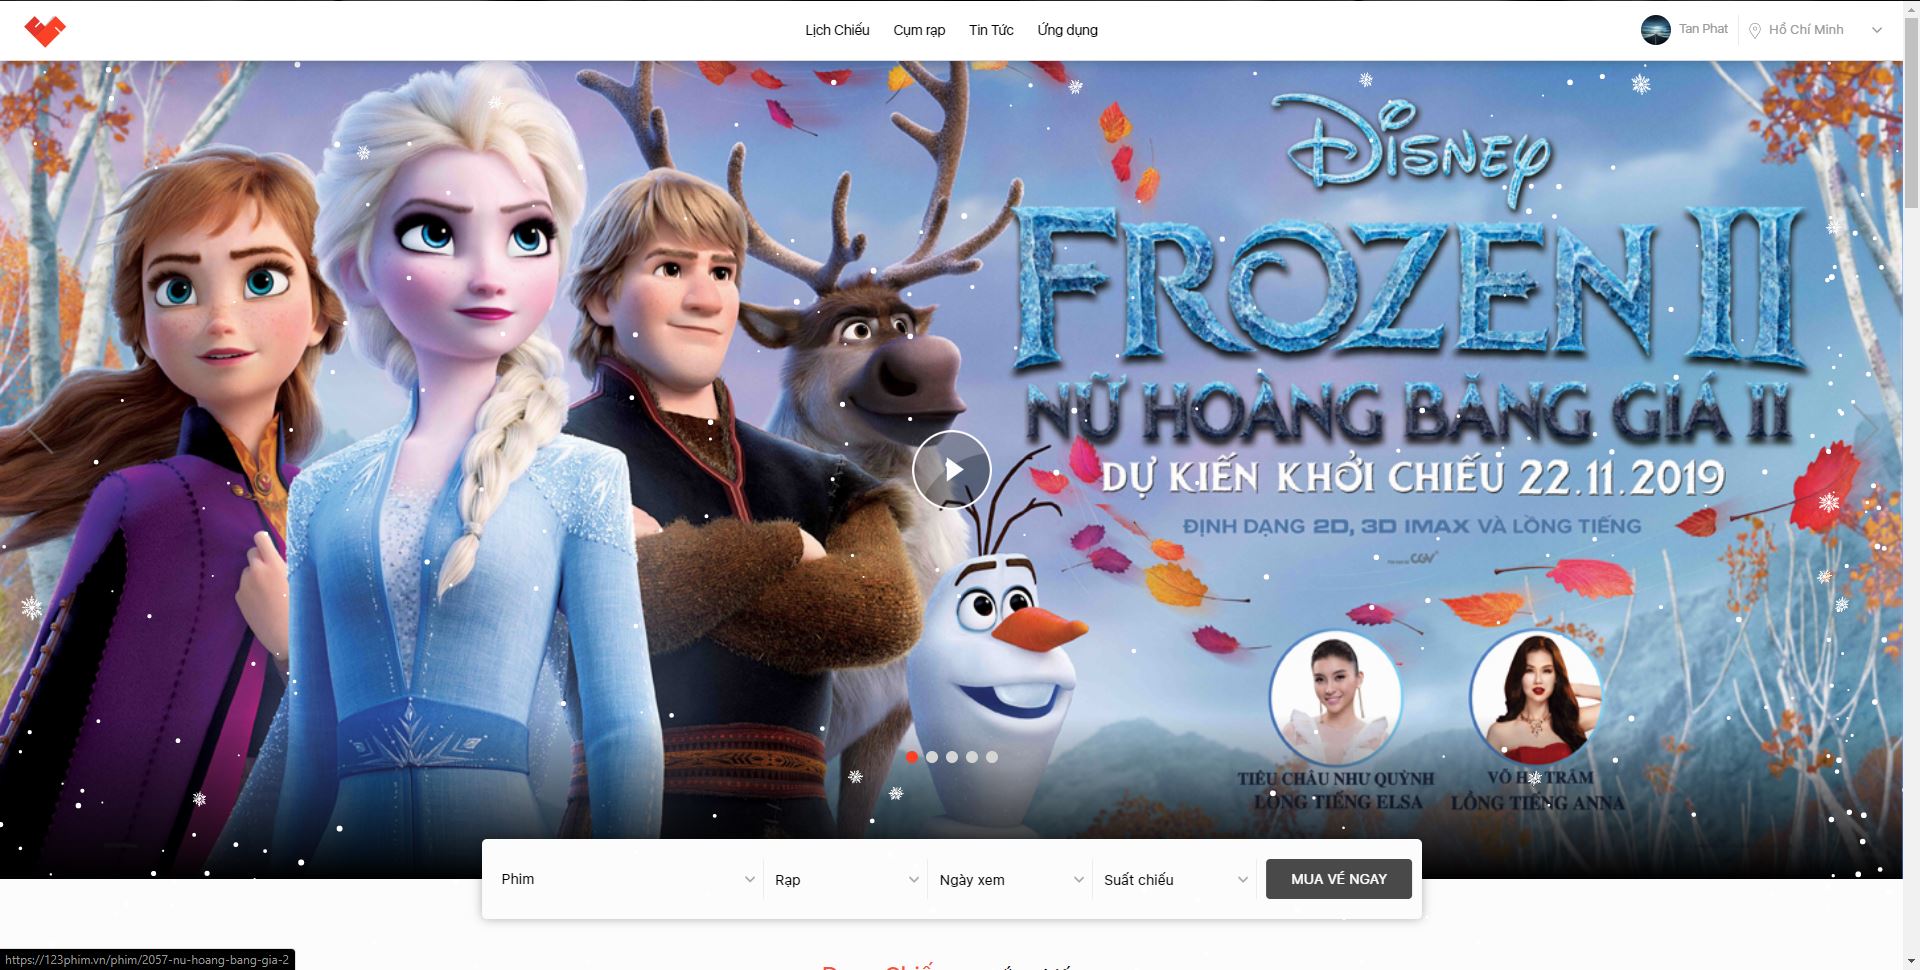 Lịch Chiếu
Cụm rạp
Tin Tức
Ứng dụng
Tan Phat
Hồ Chí Minh
DISNEY
FROZEN II
NỮ HOÀNG BĂNG GIÁ II
DỰ KIẾN KHỞI CHIẾU 22.11.2019
ĐỊNH DẠNG 2D, 3D IMAX VÀ LỒNG TIẾNG
CGV
TIÊU CHÂU NHƯ QUỲNH
LỒNG TIẾNG ELSA
VÕ HẠ TRÂM
LỒNG TIẾNG ANNA
Phim
Rạp
Ngày xem
Suất chiếu
MUA VÉ NGAY
https://123phim.vn/phim/2057-nu-hoang-bang-gia-2